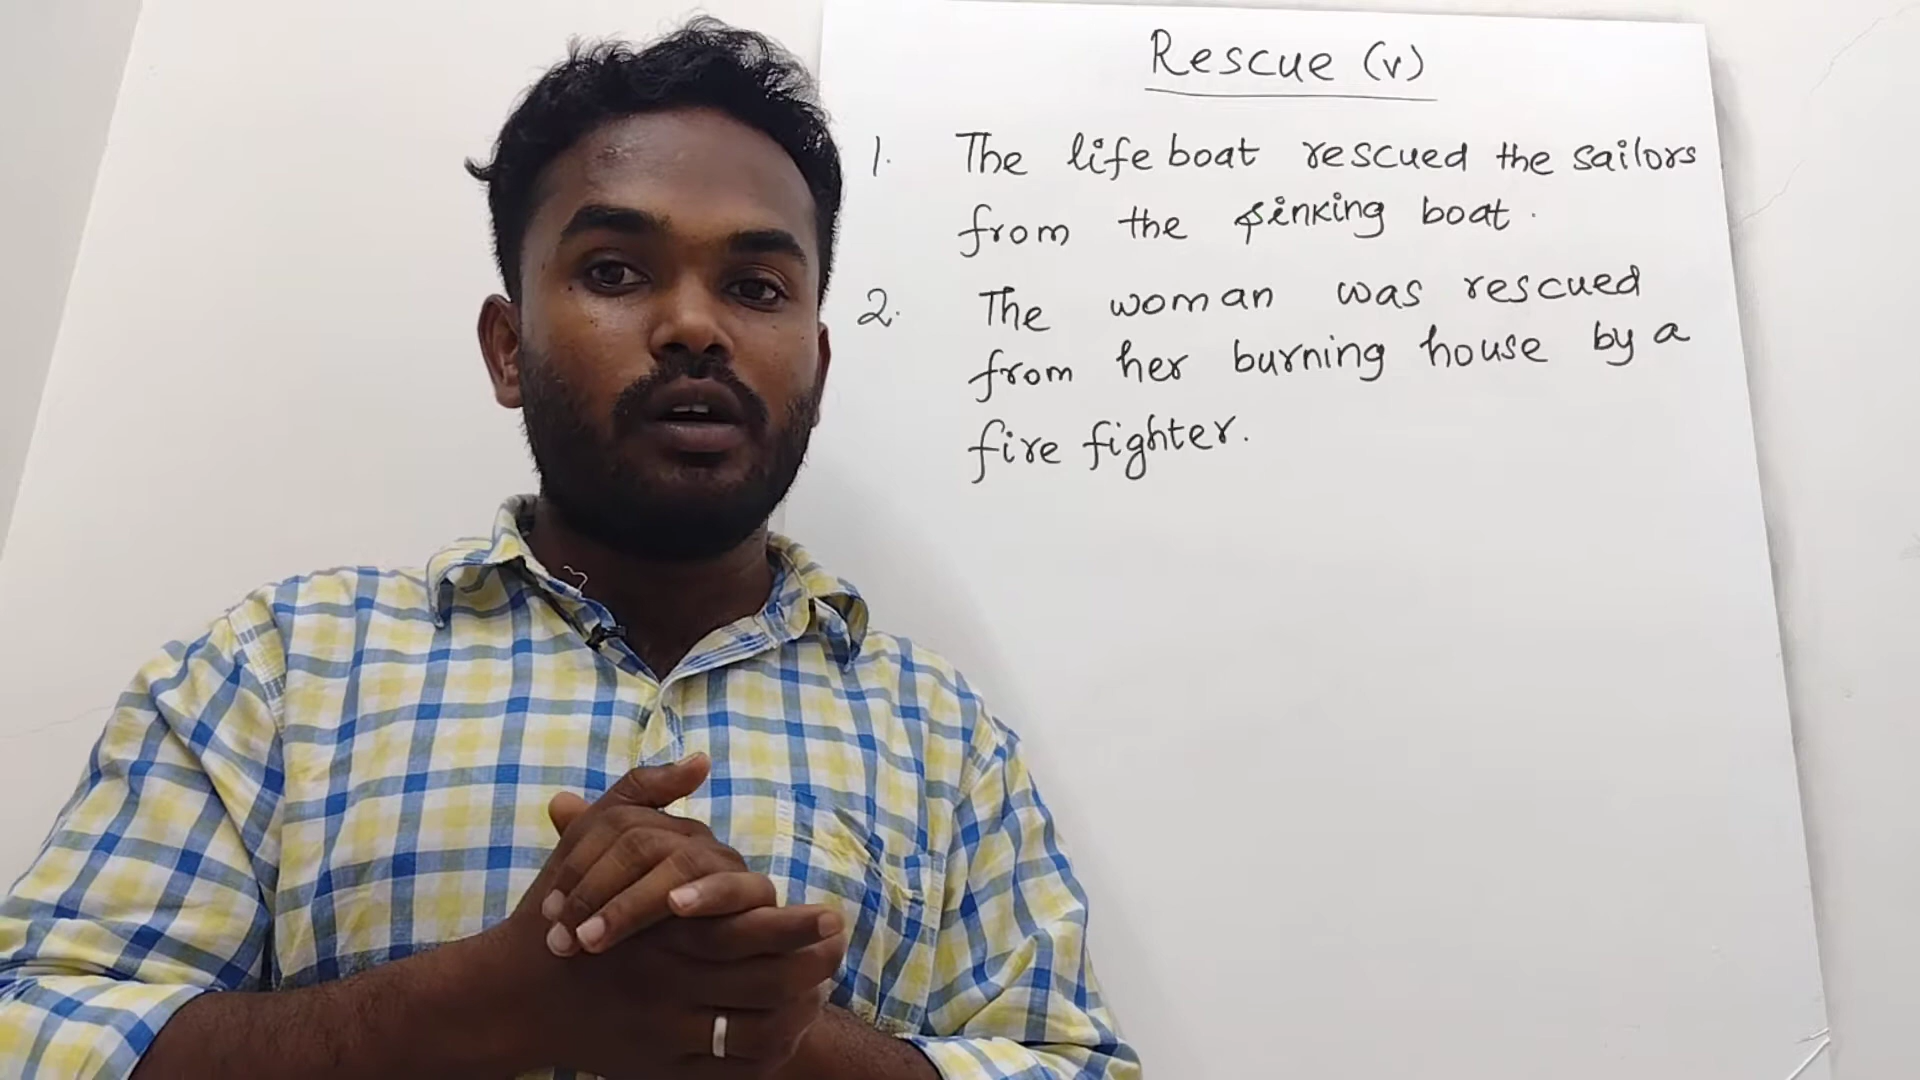 Rescue (v)
1. The life boat rescued the sailors
from the sinking boat.
2. The woman was rescued
from her burning house by a
fire fighter.